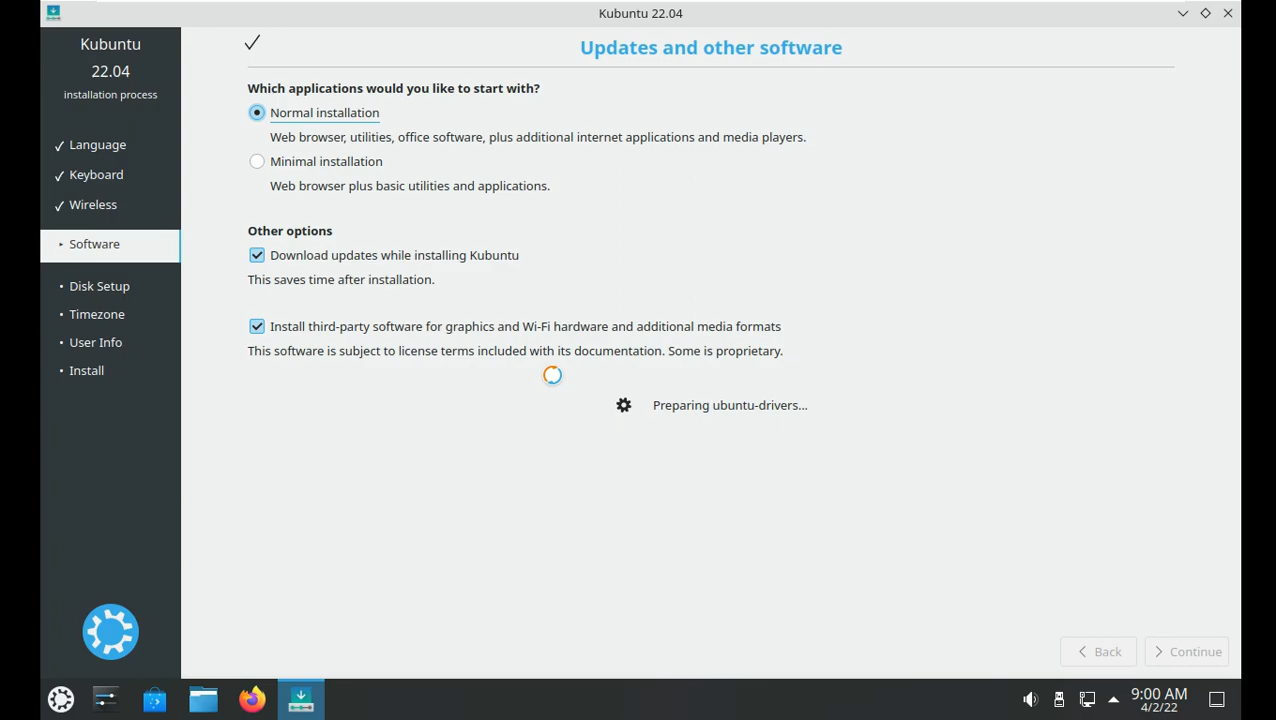 Kubuntu 22.04
Kubuntu
22.04
installation process
Language
Keyboard
Wireless
Software
Disk Setup
Timezone
User Info
Install
Updates and other software
Which applications would you like to start with?
Normal installation
Web browser, utilities, office software, plus additional internet applications and media players.
Minimal installation
Web browser plus basic utilities and applications.
Other options
Download updates while installing Kubuntu
This saves time after installation.
Install third-party software for graphics and Wi-Fi hardware and additional media formats
This software is subject to license terms included with its documentation. Some is proprietary.
Preparing ubuntu-drivers...
Back
Continue
9:00 AM
4/2/22